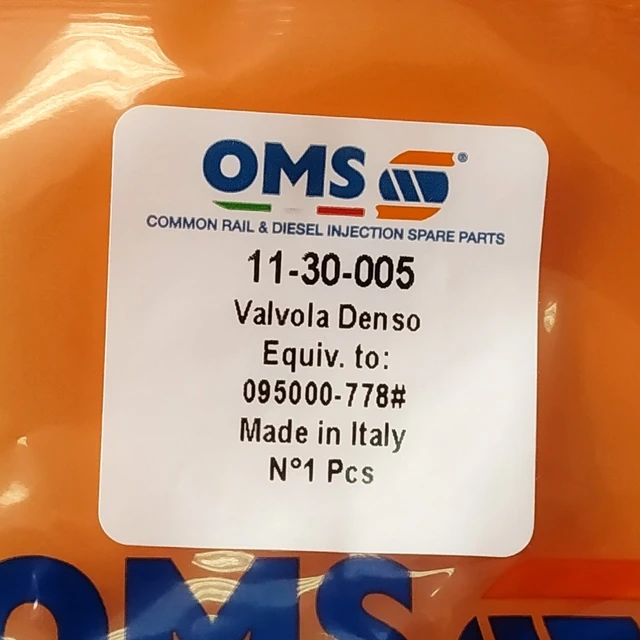 OMS ®
COMMON RAIL & DIESEL INJECTION SPARE PARTS
11-30-005
Valvola Denso
Equiv. to:
095000-778#
Made in Italy
N°1 Pcs
OMS